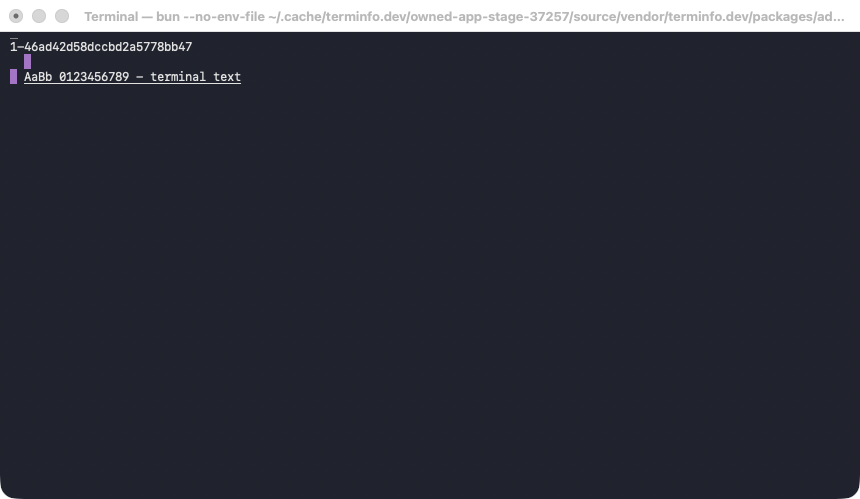 Terminal — bun --no-env-file ~/.cache/terminfo.dev/owned-app-stage-37257/source/vendor/terminfo.dev/packages/ad...
1-46ad42d58dccbd2a5778bb47
AaBb 0123456789 — terminal text